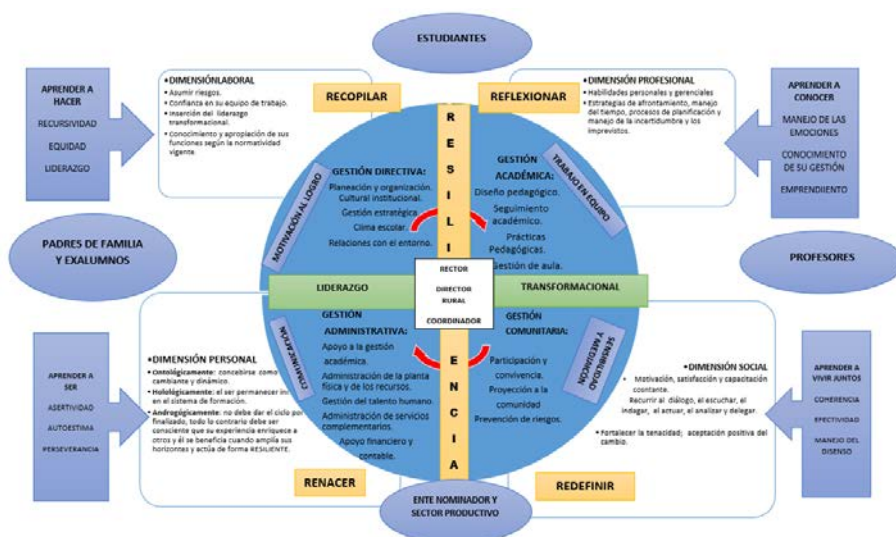 ESTUDIANTES
APRENDER A
HACER
RECURSIVIDAD
EQUIDAD
LIDERAZGO
•DIMENSIÓNLABORAL
• Asumir riesgos.
• Confianza en su equipo de trabajo.
• Inserción del liderazgo
transformacional.
• Conocimiento y apropiación de sus
funciones según la normatividad
vigente.
RECOPILAR
REFLEXIONAR
•DIMENSIÓN PROFESIONAL
• Habilidades personales y gerenciales
• Estrategias de afrontamiento, manejo
del tiempo, procesos de planificación y
manejo de la incertidumbre y los
imprevistos.
APRENDER A
CONOCER
MANEJO DE LAS
EMOCIONES
CONOCIMIENTO
DE SU GESTIÓN
R
E
S
I
L
I
MOTIVACIÓN AL LOGRO
GESTIÓN DIRECTIVA:
Planeación y organización.
Cultural institucional.
Gestión estratégica
Clima escolar.
Relaciones con el entorno.
GESTIÓN
ACADÉMICA:
Diseño pedagógico.
Seguimiento
académico.
Prácticas
Pedagógicas.
Gestión de aula.
TRABAJO EN EQUIPO
PADRES DE FAMILIA
Y EXALUMNOS
PROFESORES
LIDERAZGO
RECTOR
DIRECTOR
RURAL
COORDINADOR
TRANSFORMACIONAL
COMUNICACIÓN
GESTIÓN
ADMINISTRATIVA:
Apoyo a la gestión
académica.
Administración de la planta
física y de los recursos.
Gestión del talento humano.
Administración de servicios
complementarios.
Apoyo financiero y
contable.
E
N
C
I
A
GESTIÓN
COMUNITARIA:
Participación y
convivencia.
Proyección a la
comunidad
Prevención de riesgos.
SENSIBILIDAD
APRENDER A
SER
ASERTIVIDAD
AUTOESTIMA
PERSEVERANCIA
•DIMENSIÓN PERSONAL
• Ontológicamente: concebirse como
cambiante y dinámico.
• Holológicamente: el ser permanecer
en el sistema de formación.
• Androgógicamente: no debe dar el ciclo por
finalizado, todo lo contrario debe ser
consciente que su experiencia enriquece a
otros y él se beneficia cuando amplía sus
horizontes y actúa de forma RESILIENTE.
•DIMENSIÓN SOCIAL
• Motivación, satisfacción y capacitación
Recurrir al diálogo, el escuchar, el
indagar, el actuar, el analizar y delegar.
• Fortalecer la tenacidad; aceptación positiva del
cambio.
APRENDER A
VIVIR JUNTOS
COHERENCIA
EFECTIVIDAD
MANEJO DEL
DISENSO
RENACER
REDEFINIR
ENTE NOMINADOR Y
SECTOR PRODUCTIVO